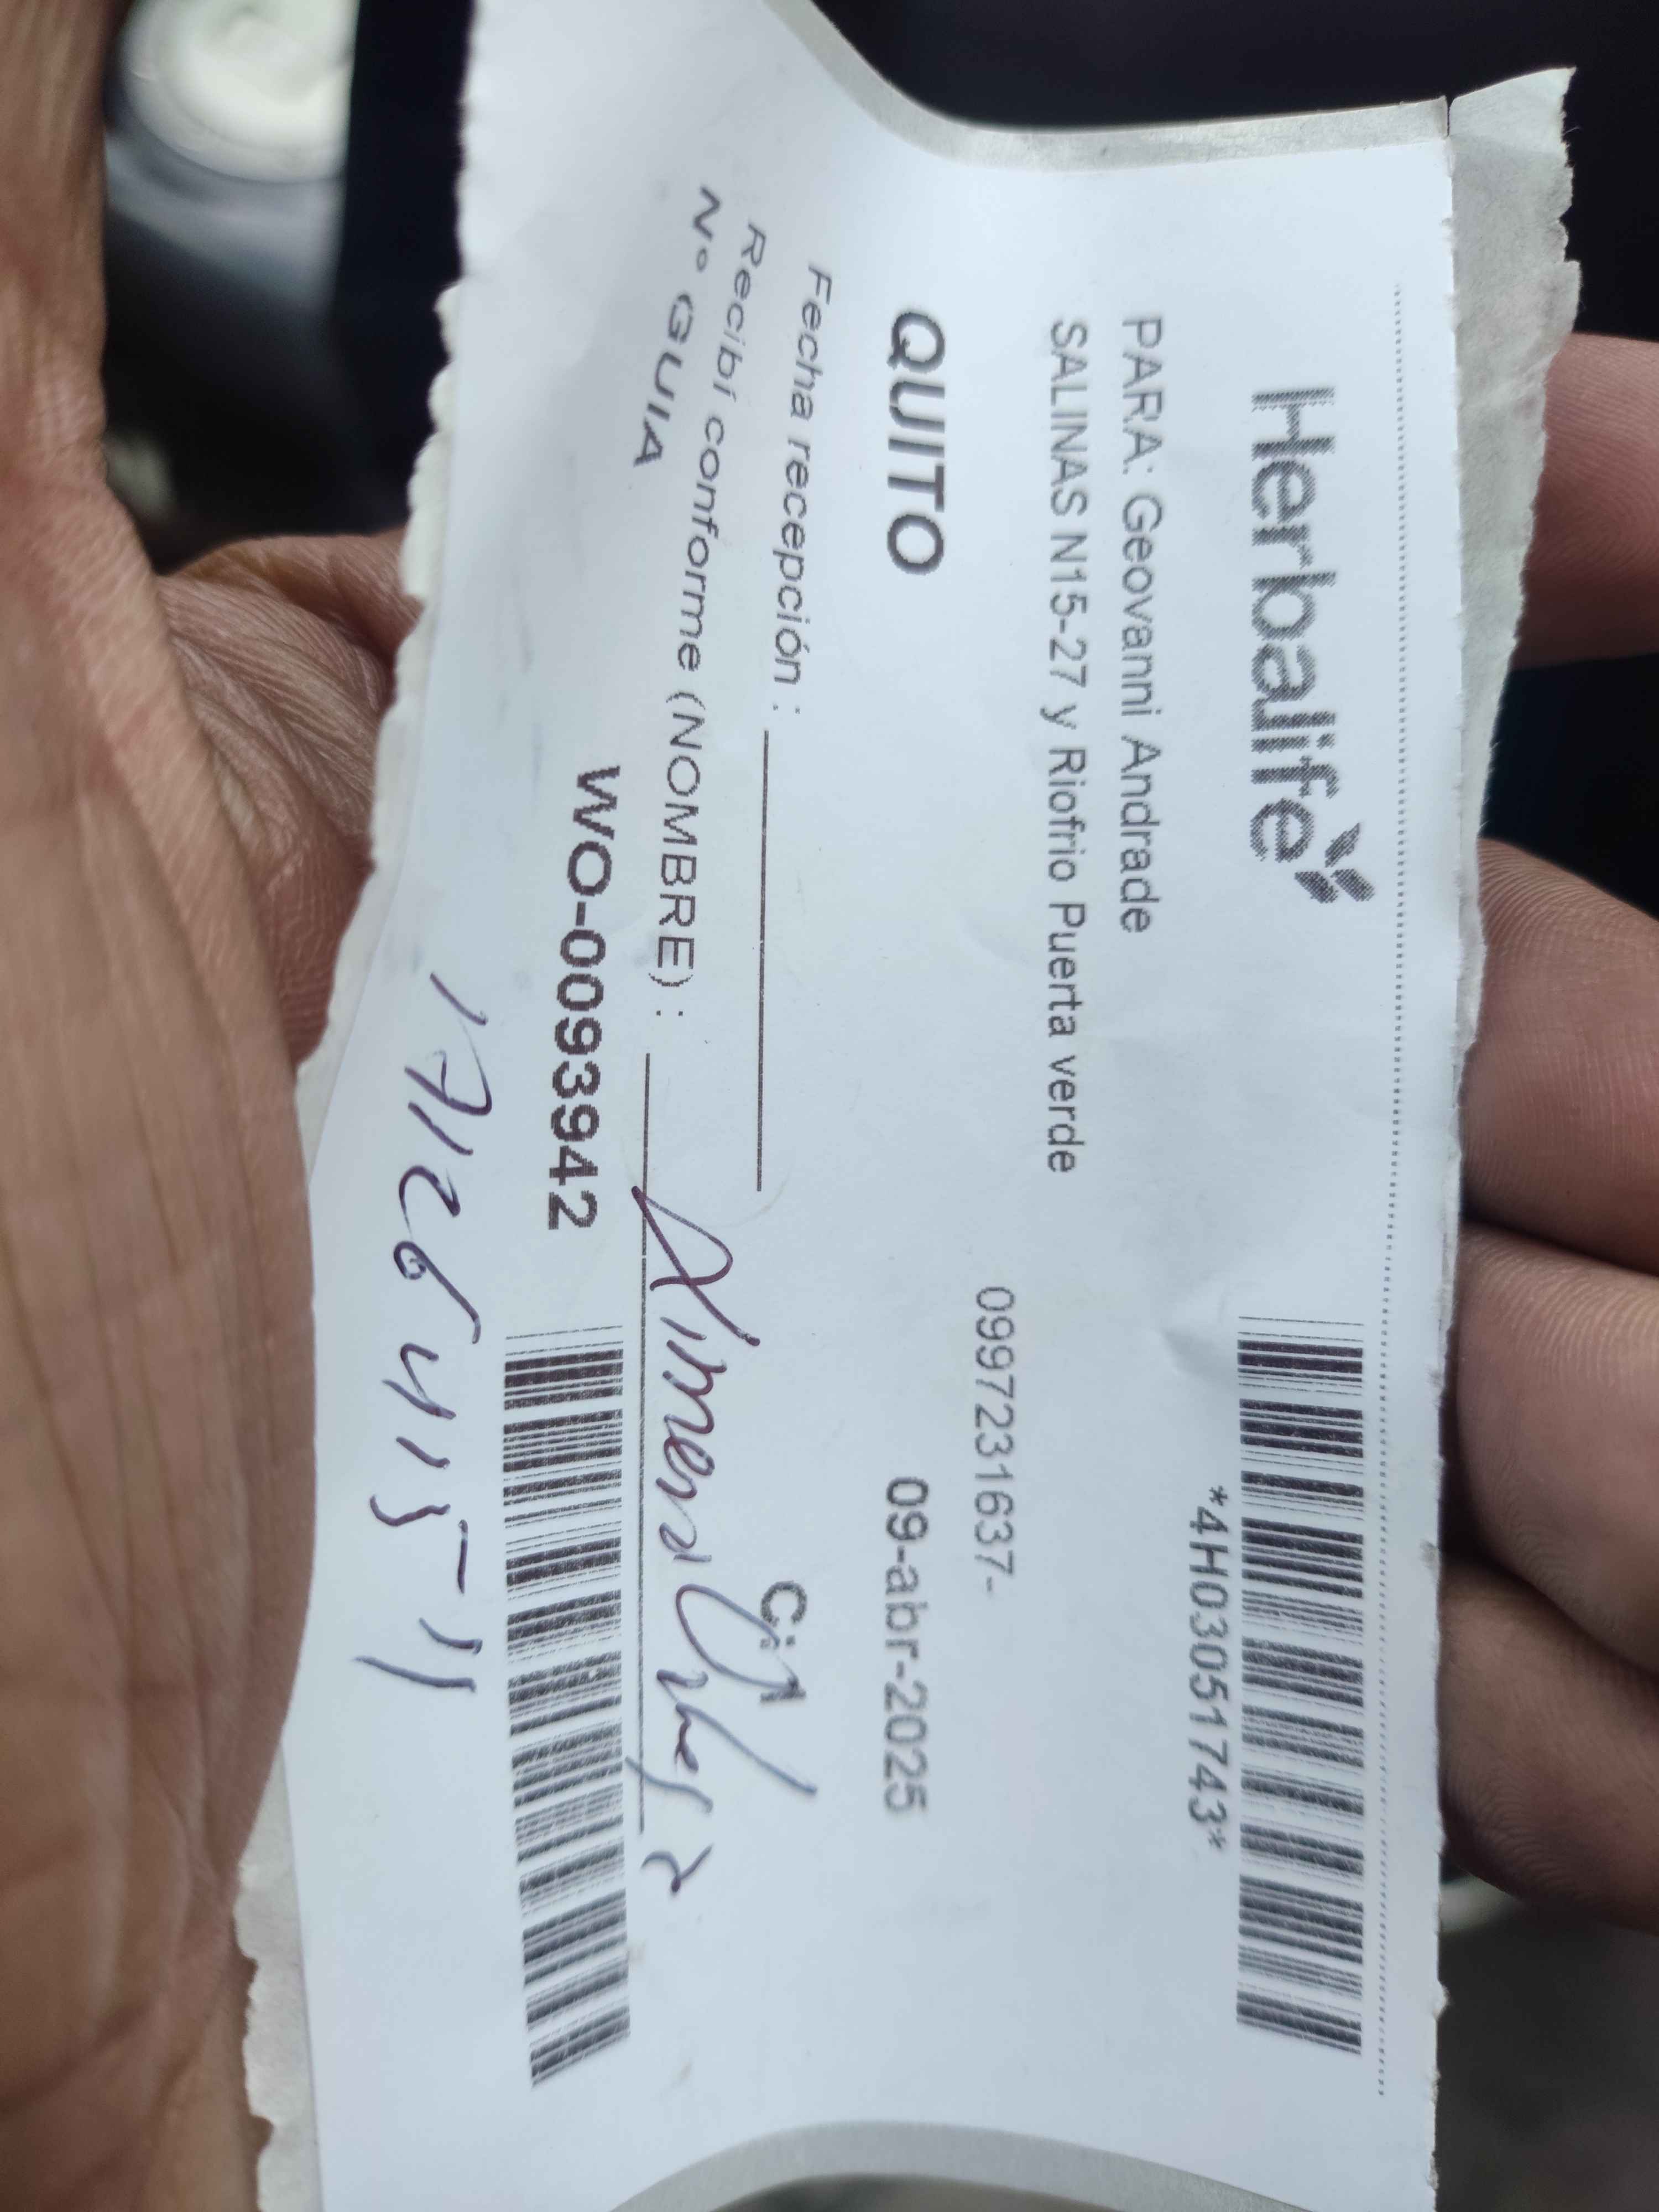 Herbalife
*4H03051743*
PARA: Geovanni Andrade
SALINAS N15-27 y Riofrio Puerta verde
0997231637-
QUITO
09-abr-2025
Fecha recepción :
C.
Recibí conforme (NOMBRE) : Ximena
No GUIA
WO-0093942